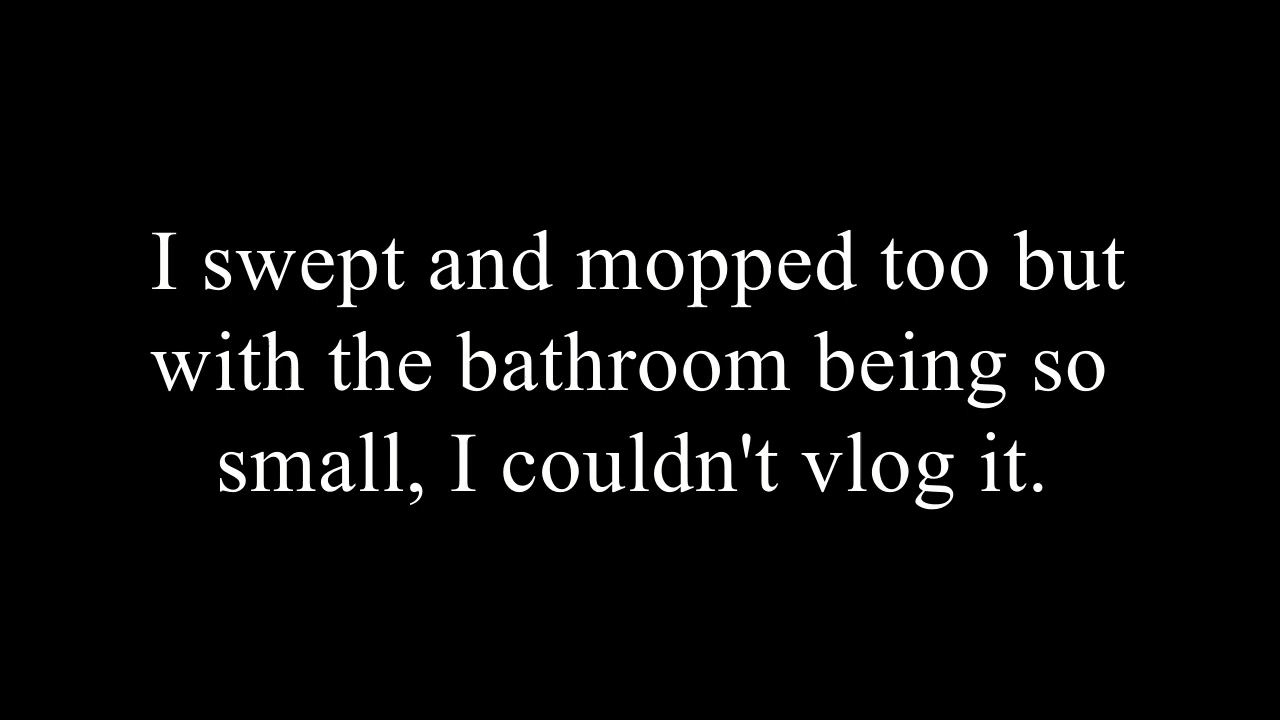 I swept and mopped too but
with the bathroom being so
small, I couldn't vlog it.